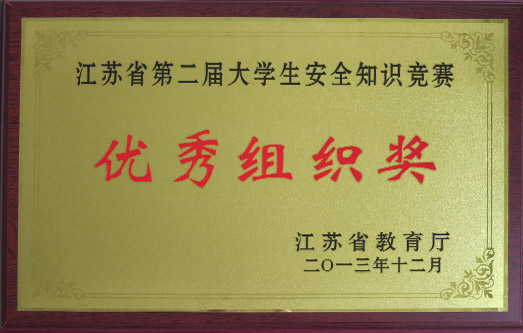 江苏省第二届大学生安全知识竞赛
优秀组织奖
江苏省教育厅
二〇一三年十二月